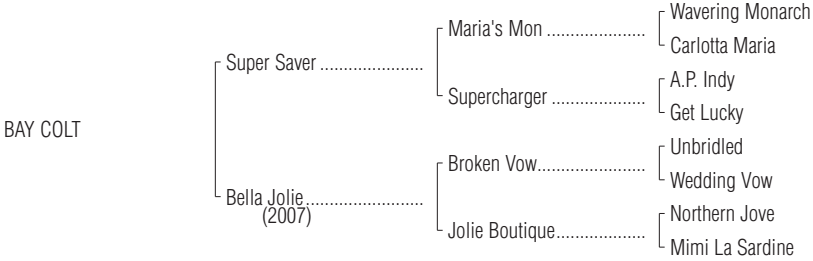 Wavering Monarch
Maria's Mon .....................
Carlotta Maria
Super Saver ......................
A.P. Indy
Supercharger ....................
Get Lucky
BAY COLT
Unbridled
Broken Vow.......................
Wedding Vow
Bella Jolie.........................
(2007)
Northern Jove
Jolie Boutique...................
Mimi La Sardine